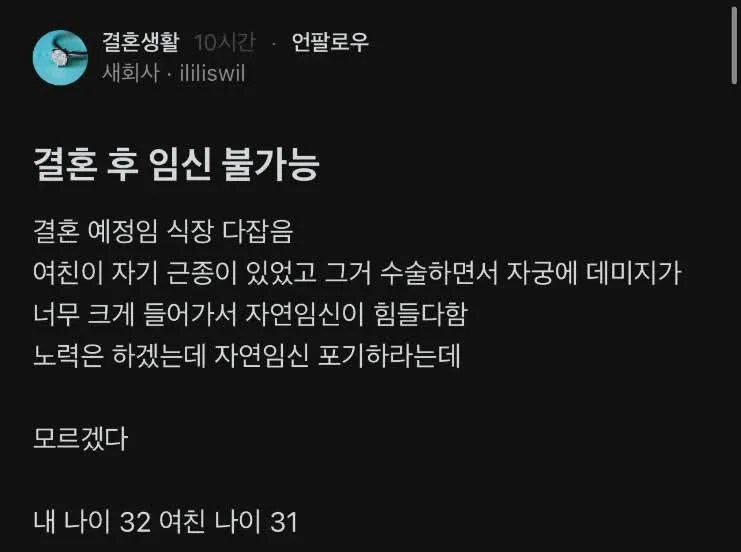 결혼생활 10시간 · 언팔로우
새회사 · ililiswil
결혼 후 임신 불가능
결혼 예정임 식장 다잡음
여친이 자기 근종이 있었고 그거 수술하면서 자궁에 데미지가
너무 크게 들어가서 자연임신이 힘들다함
노력은 하겠는데 자연임신 포기하라는데
모르겠다
내 나이 32 여친 나이 31